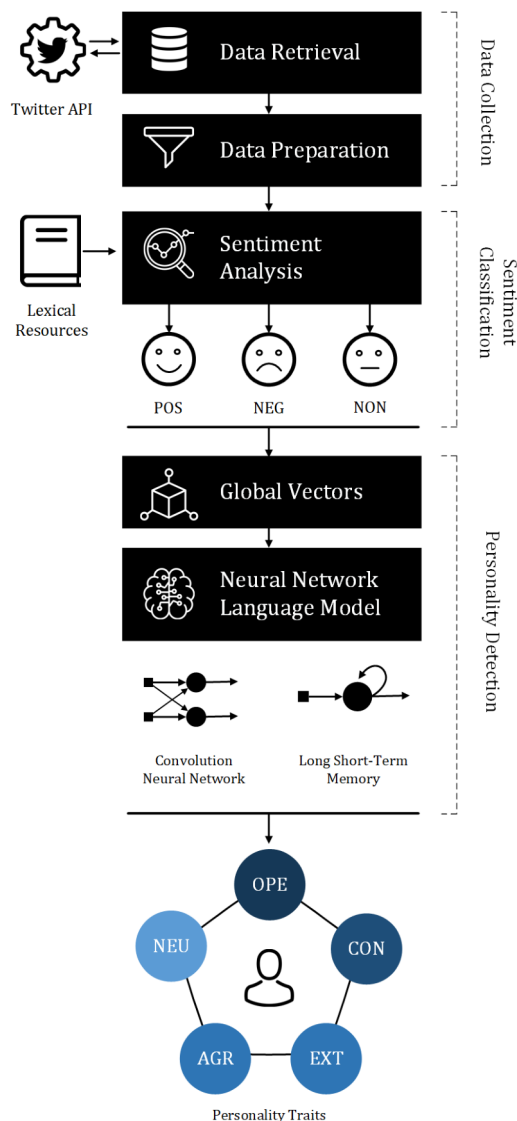 Data Retrieval
Twitter API
Data Preparation
Data Collection
Sentiment
Analysis
Lexical
Resources
POS
NEG
NON
Sentiment
Classification
Global Vectors
Neural Network
Language Model
Convolution
Neural Network
Long Short-Term
Memory
Personality Detection
OPE
NEU
CON
AGR
EXT
Personality Traits